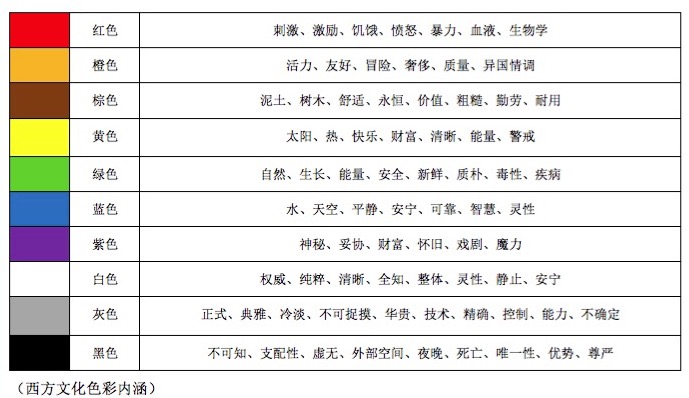 红色 刺激、激励、饥饿、愤怒、暴力、血液、生物学
橙色 活力、友好、冒险、奢侈、质量、异国情调
棕色 泥土、树木、舒适、永恒、价值、粗糙、勤劳、耐用
黄色 太阳、热、快乐、财富、清晰、能量、警戒
绿色 自然、生长、能量、安全、新鲜、质朴、毒性、疾病
蓝色 水、天空、平静、安宁、可靠、智慧、灵性
紫色 神秘、妥协、财富、怀旧、戏剧、魔力
白色 权威、纯粹、清晰、全知、整体、灵性、静止、安宁
灰色 正式、典雅、冷淡、不可捉摸、华贵、技术、精确、控制、能力、不确定
黑色 不可知、支配性、虚无、外部空间、夜晚、死亡、唯一性、优势、尊严
（西方文化色彩内涵）